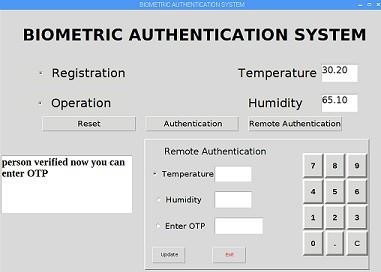 BIOMETRIC AUTHENTICATION SYSTEM
BIOMETRIC AUTHENTICATION SYSTEM
Registration
Temperature 30.20
Operation
Humidity 65.10
Reset Authentication Remote Authentication
person verified now you can
enter OTP
Remote Authentication
Temperature
Humidity
Enter OTP
Update Exit
7 8 9
4 5 6
1 2 3
0 . C